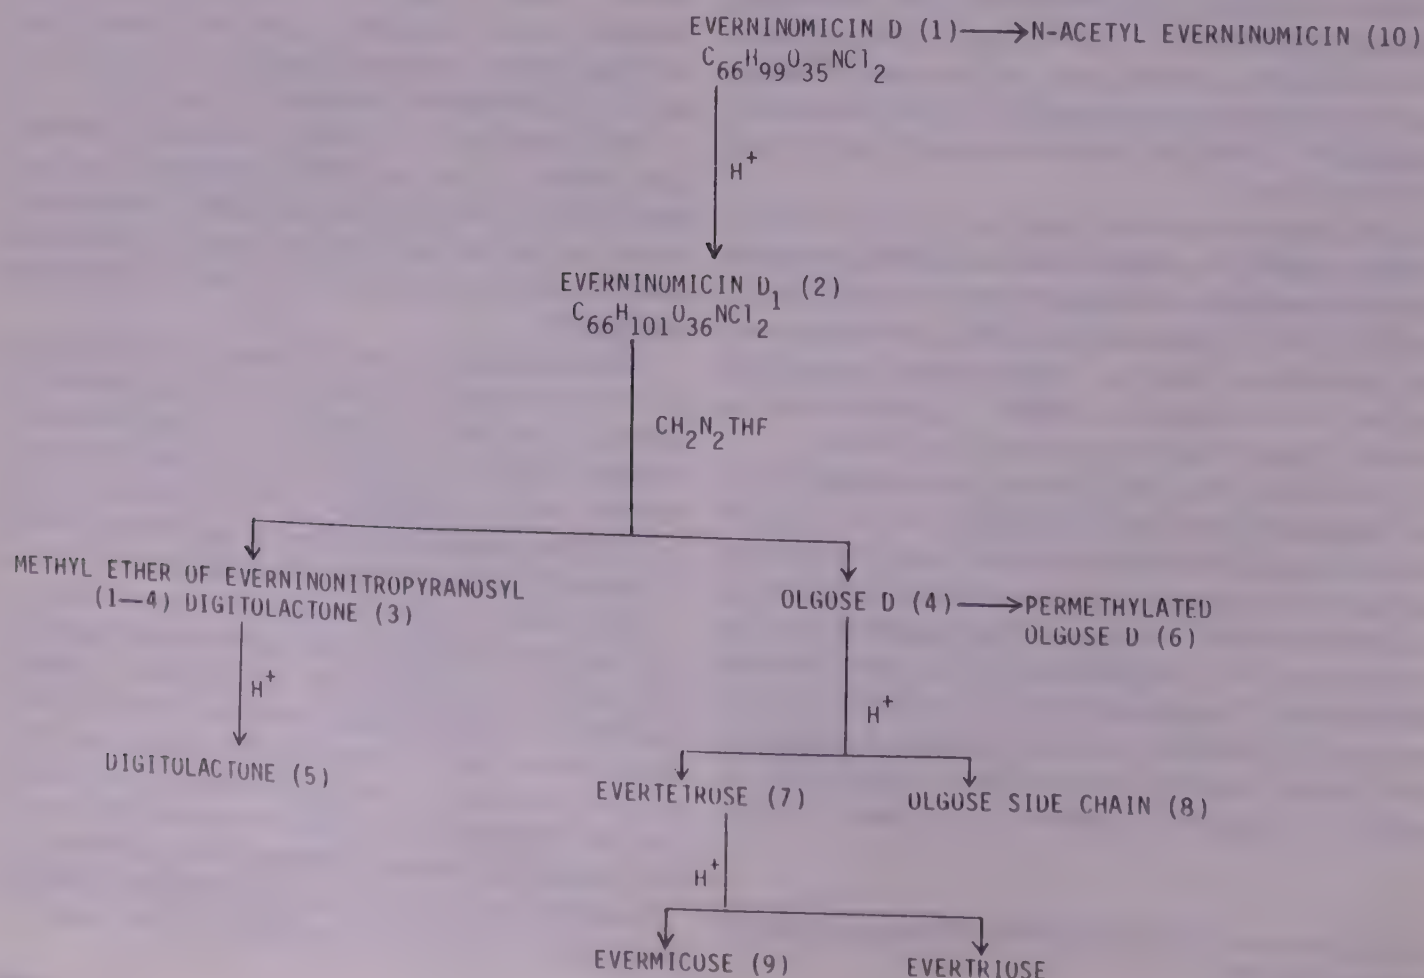 EVERNINOMICIN D (1)⟶N-ACETYL EVERNINOMICIN (10)
C66H99O35NCl2
H+
EVERNINOMICIN D1 (2)
C66H101O36NCl2
CH2N2THF
METHYL ETHER OF EVERNINONITROPYRANOSYL
(1—4) DIGITOLACTONE (3)
OLGOSE D (4)⟶PERMETHYLATED
OLGOSE D (6)
H+
H+
DIGITOLACTONE (5)
EVERTETROSE (7)
OLGOSE SIDE CHAIN (8)
H+
EVERMICOSE (9)
EVERTRIOSE